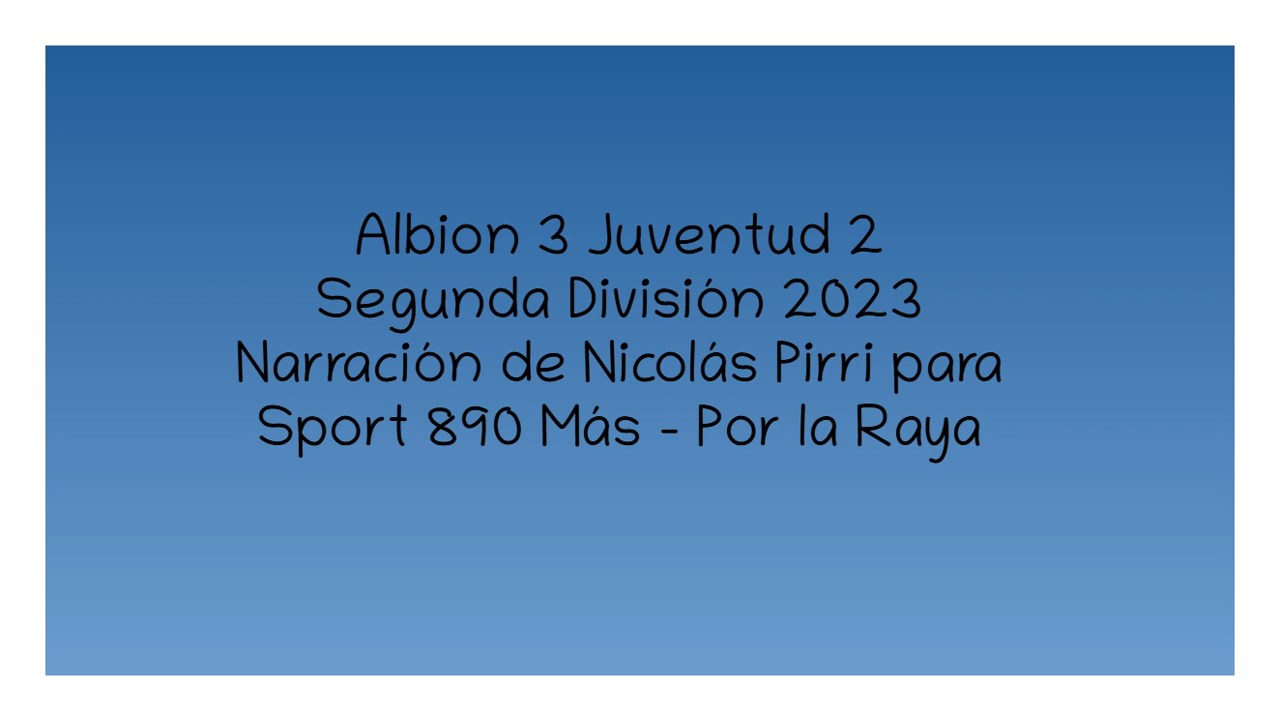 Albion 3 Juventud 2
Segunda División 2023
Narración de Nicolás Pirri para
Sport 890 Más - Por la Raya